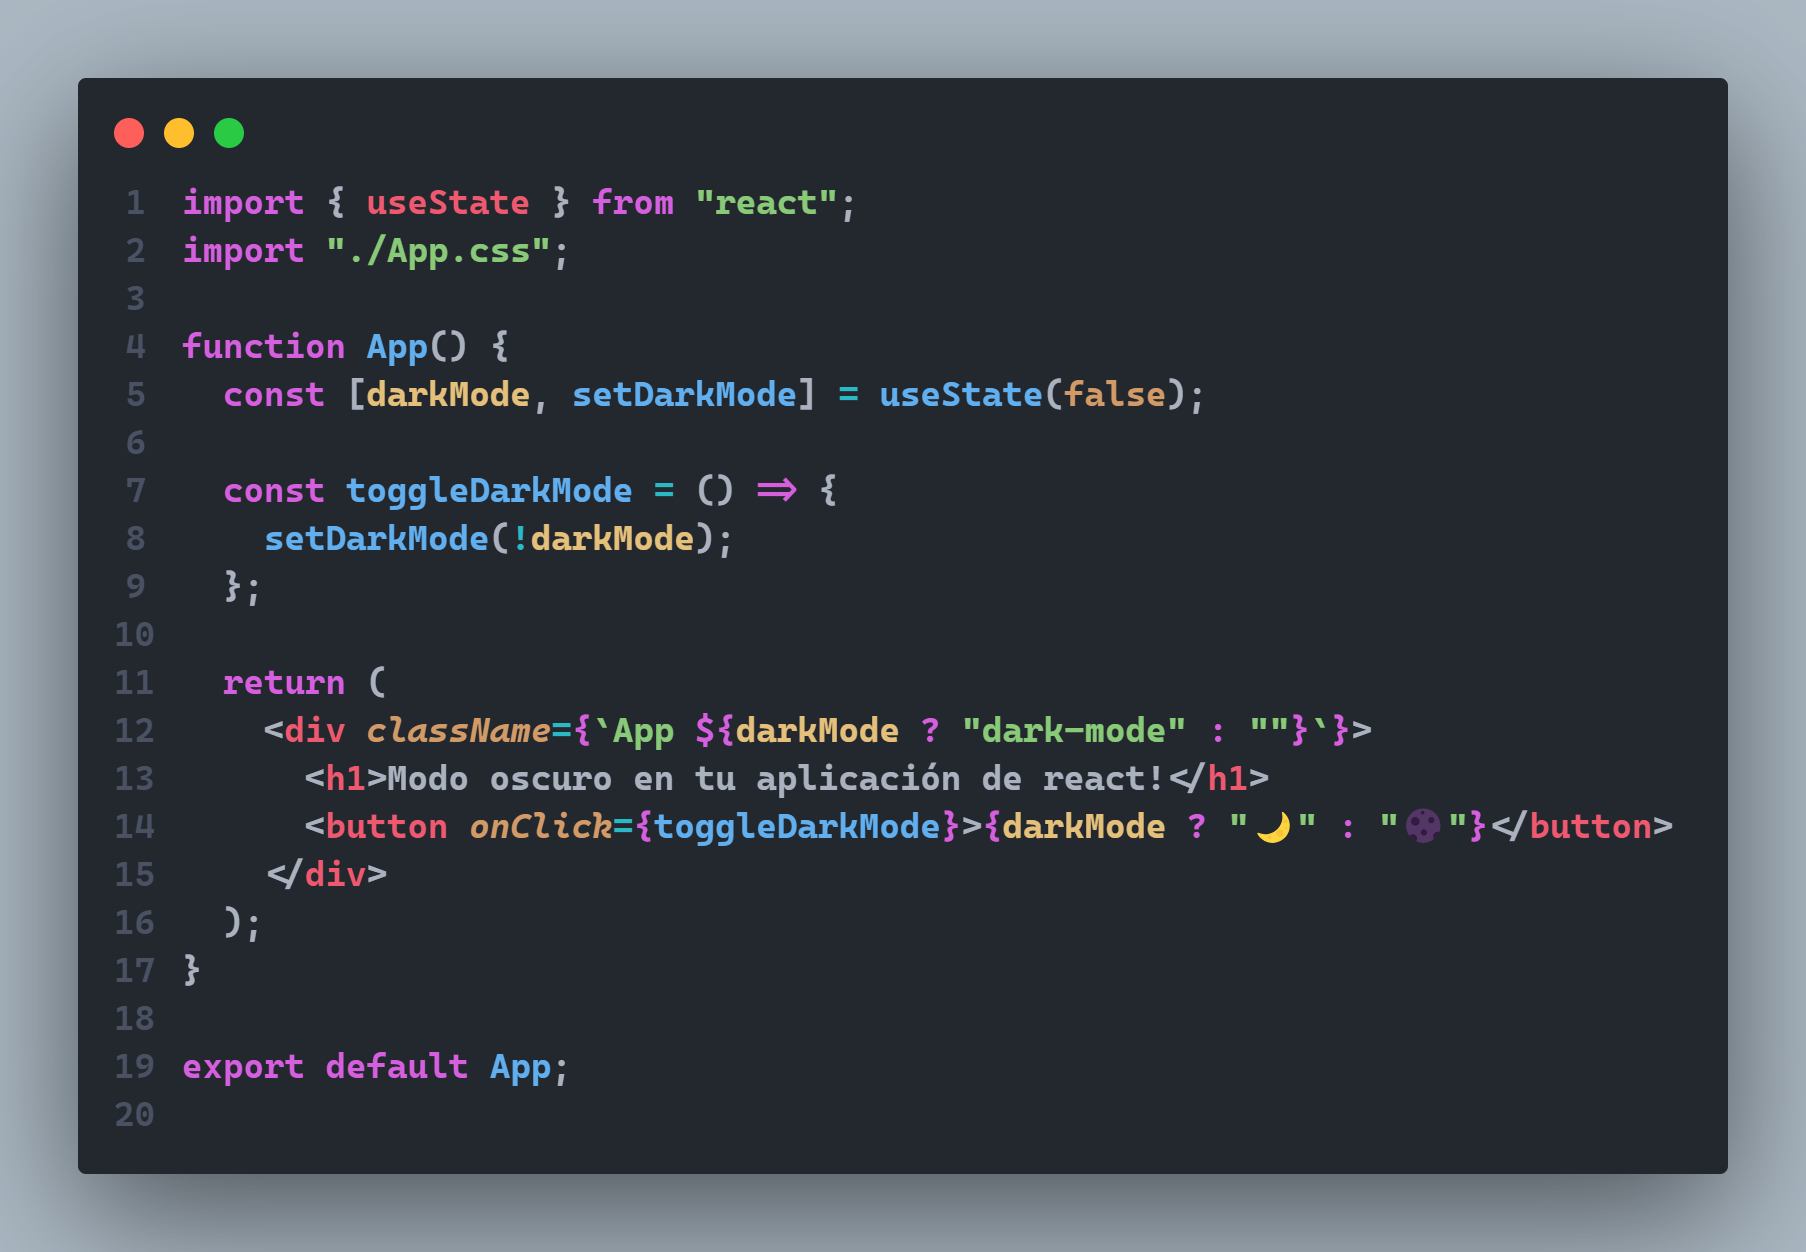 1 import { useState } from "react";
2 import "./App.css";
3
4 function App() {
5   const [darkMode, setDarkMode] = useState(false);
6
7   const toggleDarkMode = () => {
8     setDarkMode(!darkMode);
9   };
10
11   return (
12     <div className={`App ${darkMode ? "dark-mode" : ""}`}>
13       <h1>Modo oscuro en tu aplicación de react!</h1>
14       <button onClick={toggleDarkMode}>{darkMode ? "🌙" : "🌑"}</button>
15     </div>
16   );
17 }
18
19 export default App;
20